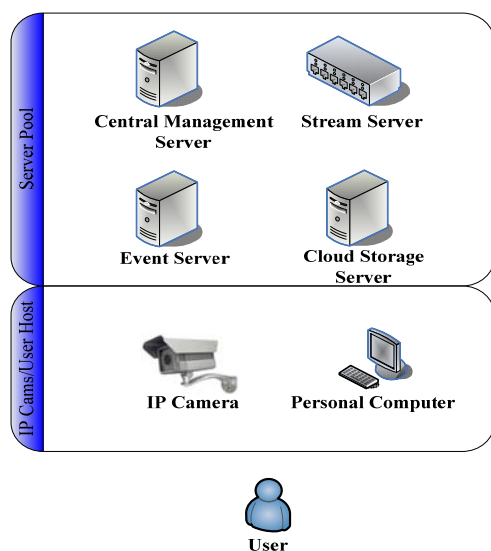 Server Pool
Central Management
Server
Stream Server
Event Server
Cloud Storage
Server
IP Cams/User Host
IP Camera
Personal Computer
User